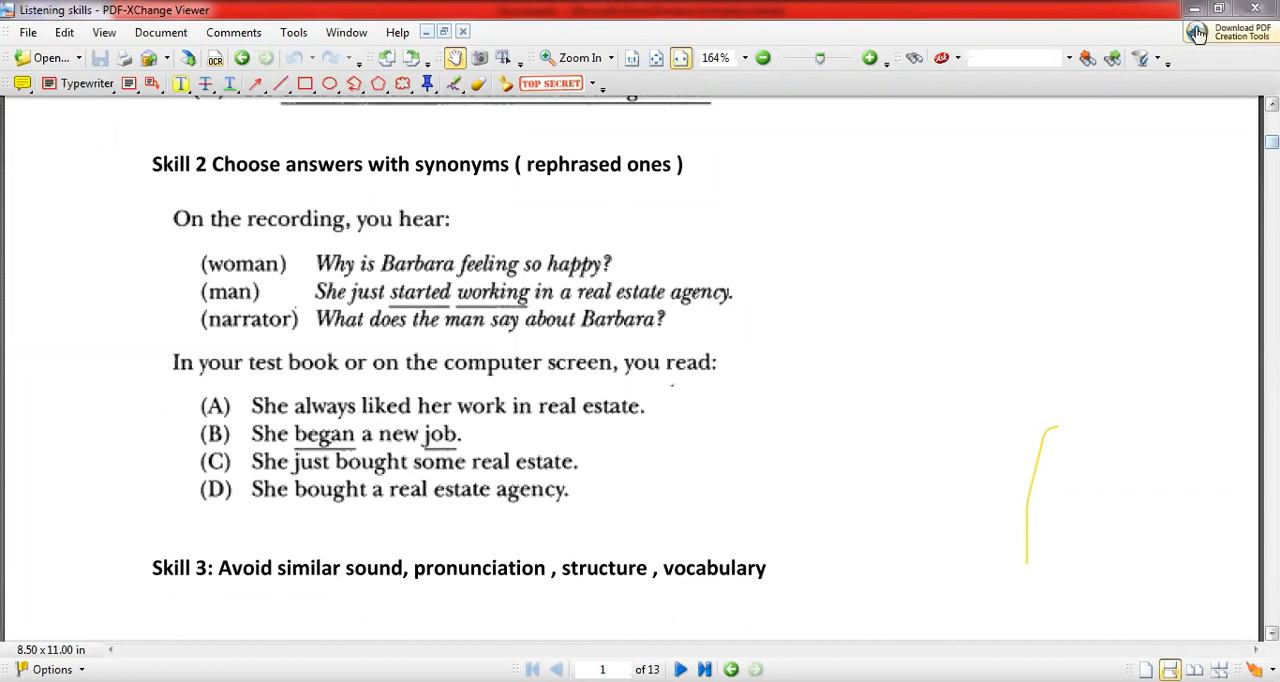 Listening skills - PDF-XChange Viewer
File Edit View Document Comments Tools Window Help
Download PDF
Creation Tools
Open... OCR Zoom In 164%
Typewriter TOP SECRET
Skill 2 Choose answers with synonyms ( rephrased ones )
On the recording, you hear:
(woman) Why is Barbara feeling so happy?
(man) She just started working in a real estate agency.
(narrator) What does the man say about Barbara?
In your test book or on the computer screen, you read:
(A) She always liked her work in real estate.
(B) She began a new job.
(C) She just bought some real estate.
(D) She bought a real estate agency.
Skill 3: Avoid similar sound, pronunciation , structure , vocabulary
8.50 x 11.00 in
Options 1 of 13